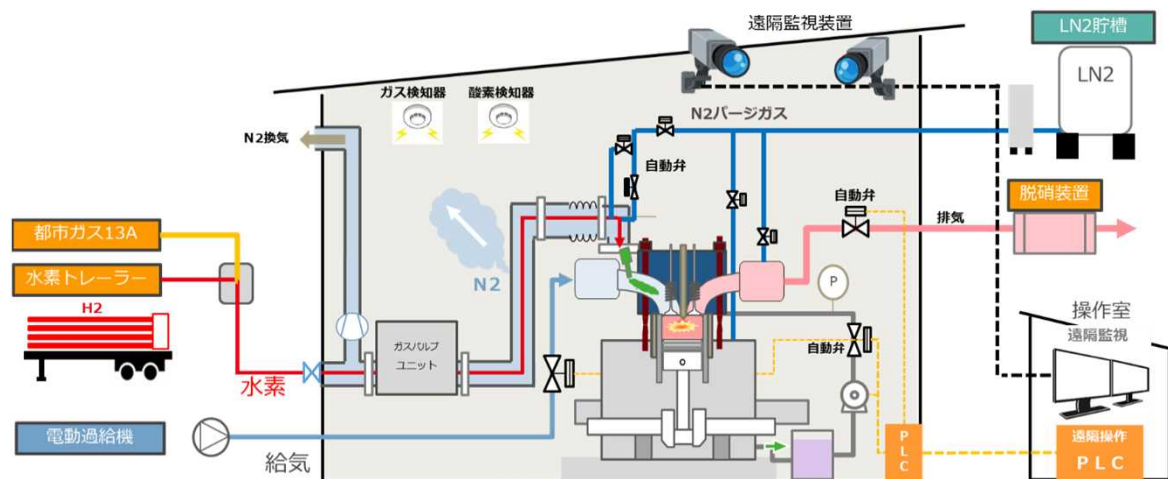 遠隔監視装置
LN2貯槽
LN2
ガス検知器
酸素検知器
N2パージガス
N2換気
自動弁
自動弁
脱硝装置
排気
都市ガス13A
水素トレーラー
H2
N2
P
操作室
遠隔監視
ガスバルブ
ユニット
自動弁
水素
電動過給機
給気
PLC
遠隔操作
PLC